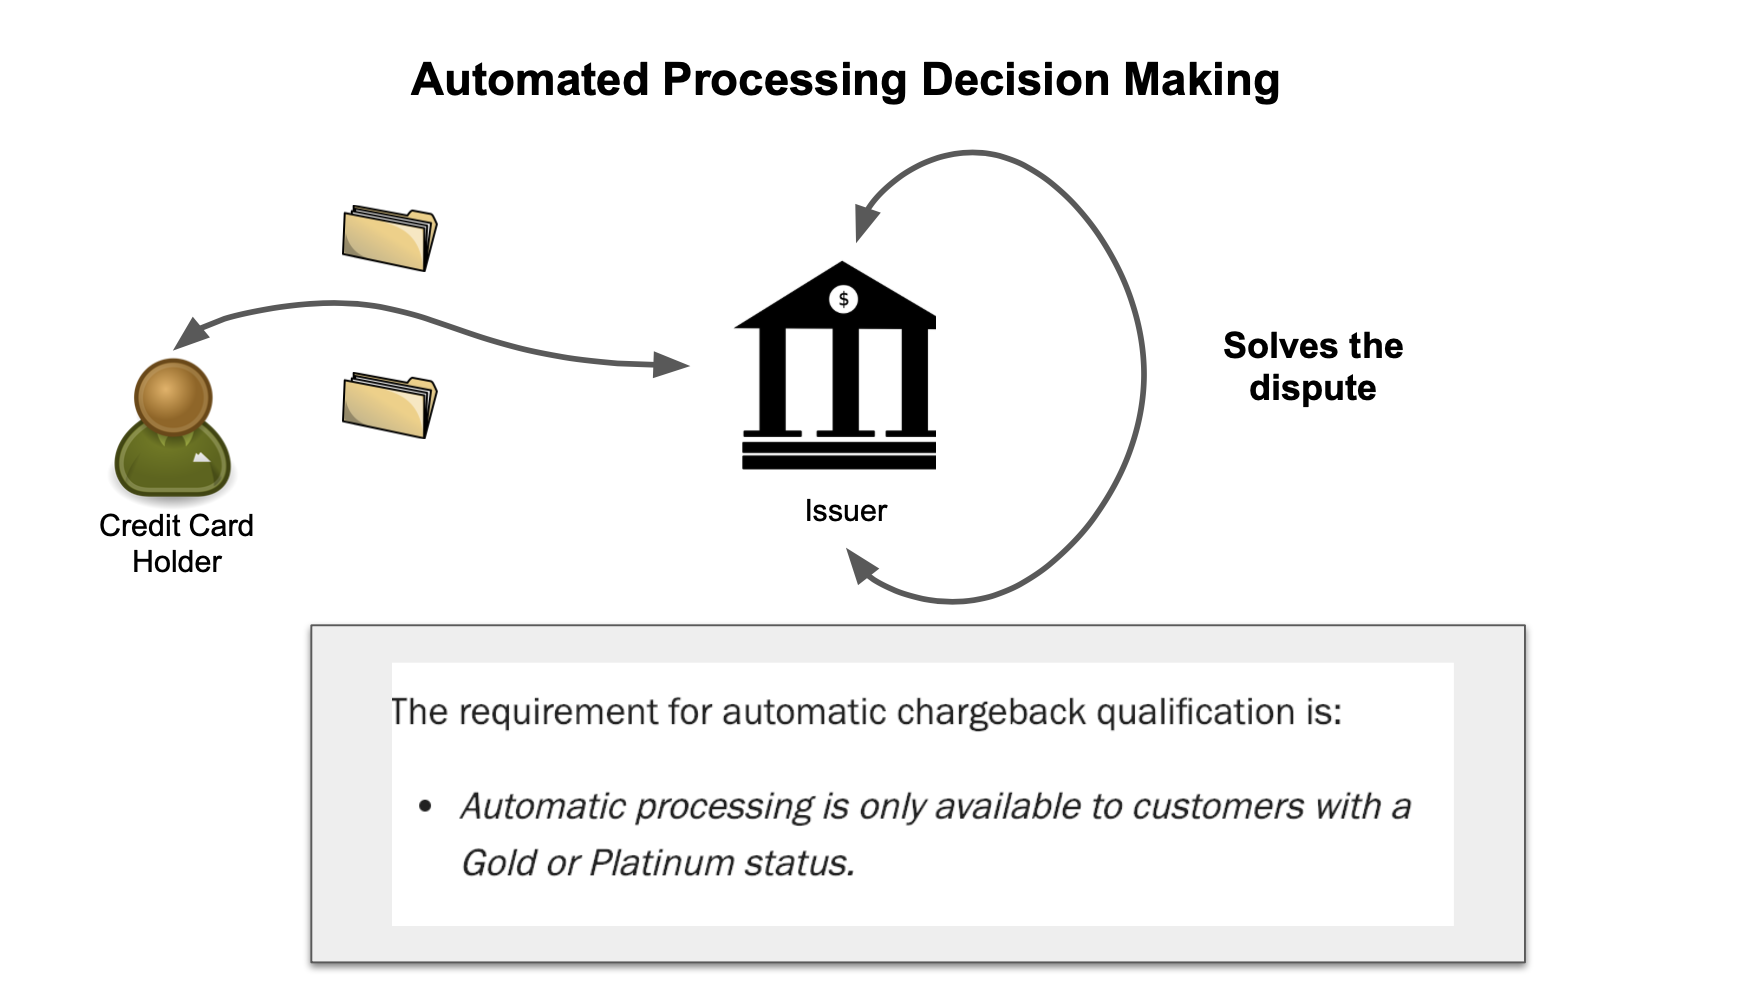 Automated Processing Decision Making
$
Solves the
dispute
Issuer
Credit Card
Holder
The requirement for automatic chargeback qualification is:
• Automatic processing is only available to customers with a
Gold or Platinum status.